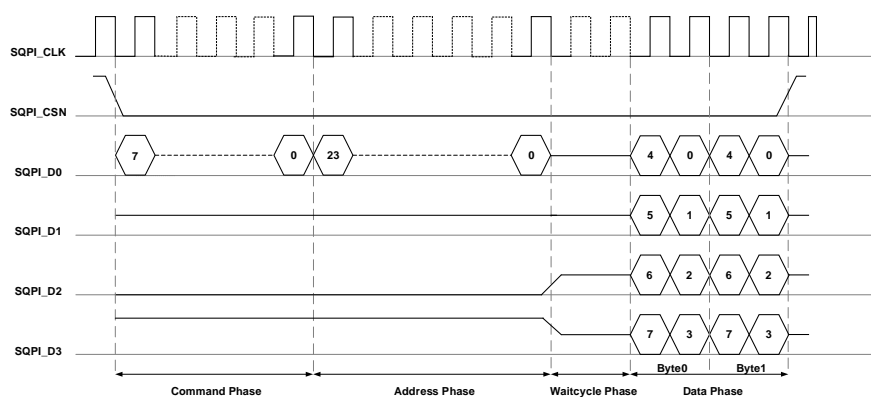 SQPI_CLK
SQPI_CSN
7 0 23 0 4 0 4 0
SQPI_D0
5 1 5 1
SQPI_D1
6 2 6 2
SQPI_D2
7 3 7 3
SQPI_D3
Byte0 Byte1
Command Phase Address Phase Waitcycle Phase Data Phase